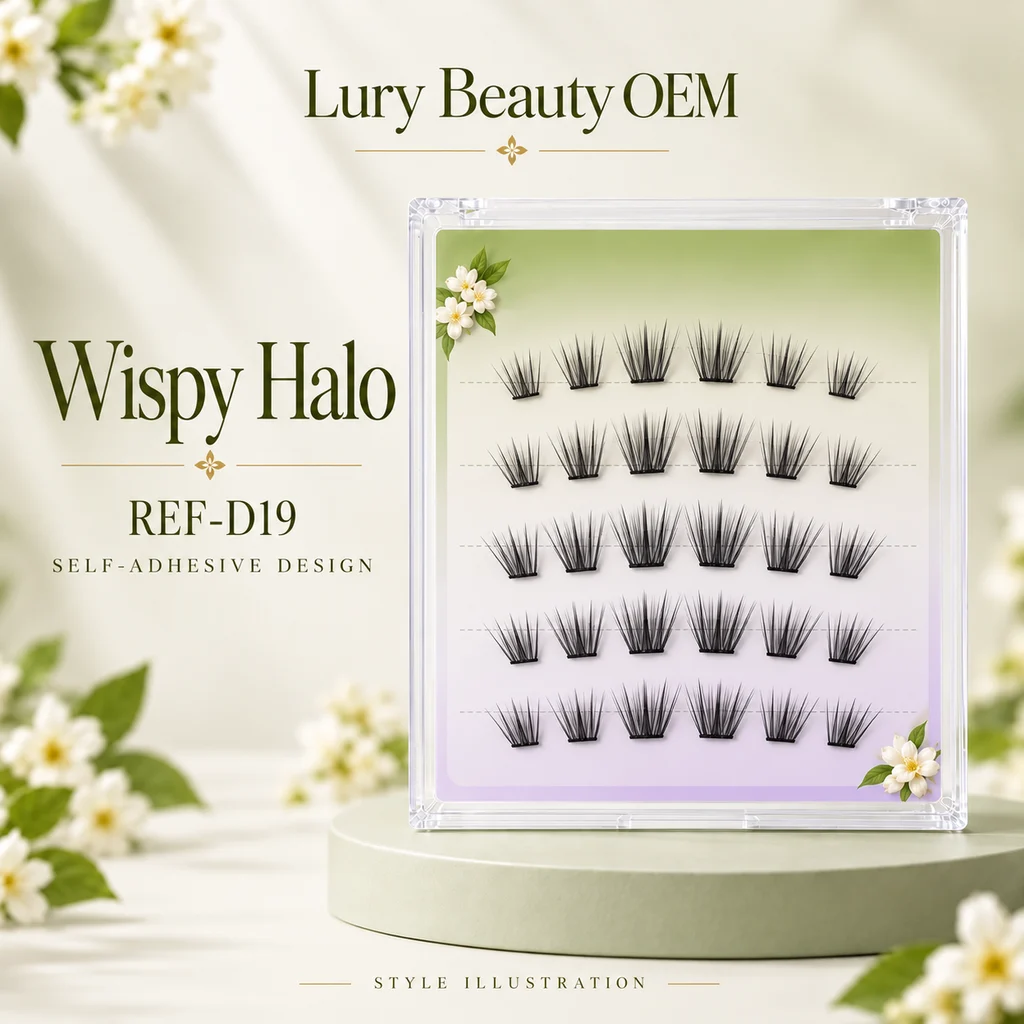 Lury Beauty OEM
Wispy Halo
REF-D19
SELF-ADHESIVE DESIGN
STYLE ILLUSTRATION